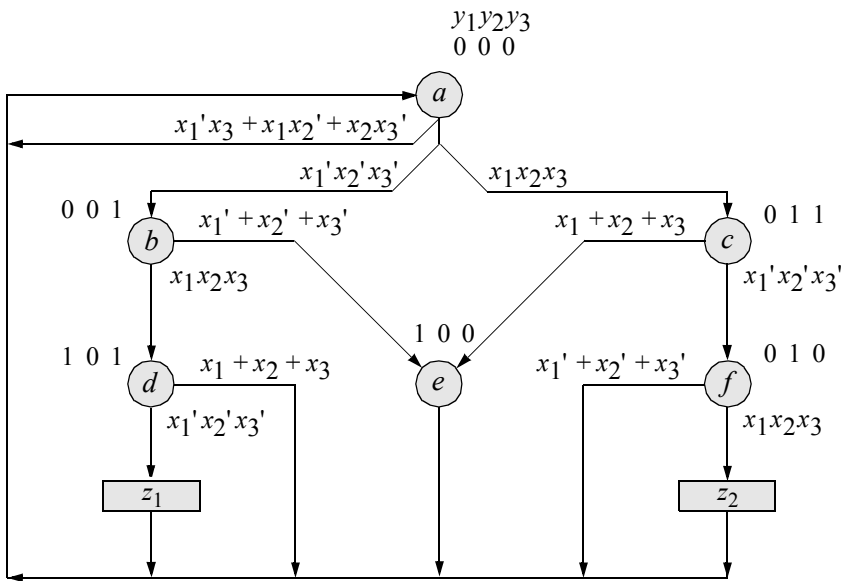 y₁y₂y₃
0 0 0
a
x₁'x₃ + x₁x₂' + x₂x₃'
x₁'x₂'x₃'
x₁x₂x₃
0 0 1
x₁' + x₂' + x₃'
x₁ + x₂ + x₃
0 1 1
b
c
x₁x₂x₃
x₁'x₂'x₃'
1 0 0
1 0 1
x₁ + x₂ + x₃
x₁' + x₂' + x₃'
0 1 0
d
e
f
x₁'x₂'x₃'
x₁x₂x₃
z₁
z₂